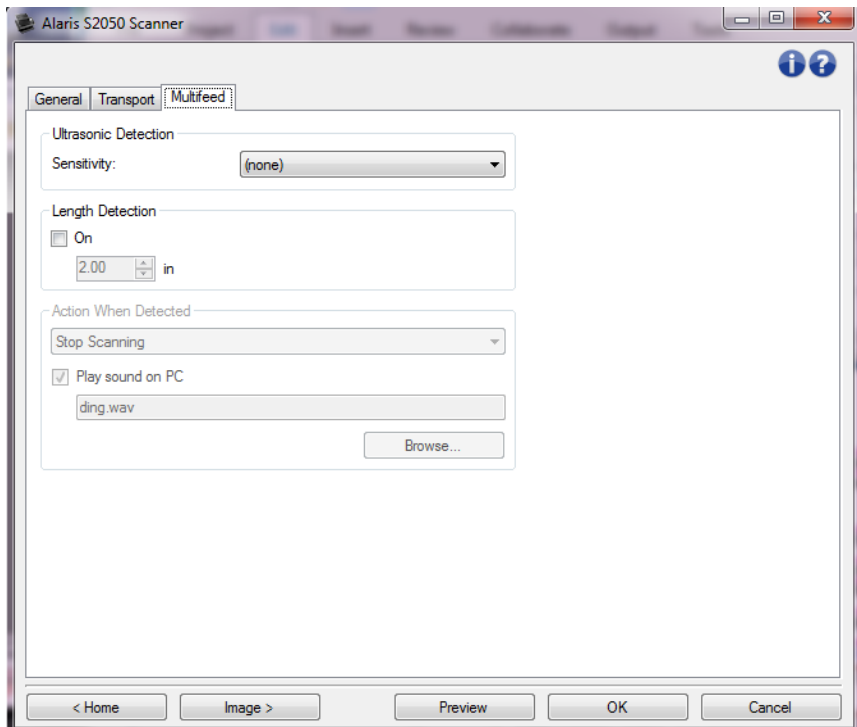 Alaris S2050 Scanner
General Transport Multifeed
Ultrasonic Detection
Sensitivity: (none)
Length Detection
On
2.00 in
Action When Detected
Stop Scanning
Play sound on PC
ding.wav
Browse...
< Home Image > Preview OK Cancel